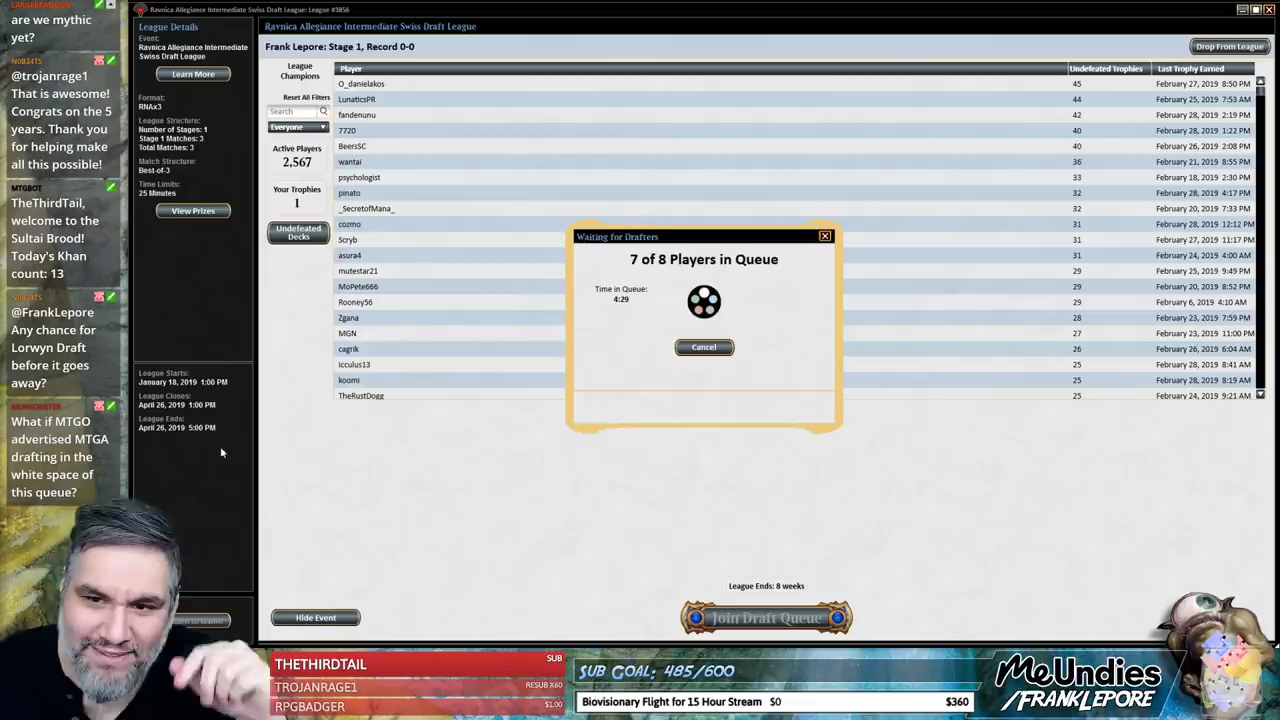 LARGEBRANDON
are we mythic
yet?
N0B34TS
@trojanrage1
That is awesome!
Congrats on the 5
years. Thank you
for helping make
all this possible!
MTGBOT
TheThirdTail,
welcome to the
Sultai Brood!
Today's Khan
count: 13
N0B34TS
@FrankLepore
Any chance for
Lorwyn Draft
before it goes
away?
What if MTGO
advertised MTGA
drafting in the
white space of
this queue?
Ravnica Allegiance Intermediate Swiss Draft League: League #3856
League Details
Event:
Ravnica Allegiance Intermediate
Swiss Draft League
Learn More
Format:
RNAx3
League Structure:
Number of Stages: 1
Stage 1 Matches: 3
Total Matches: 3
Match Structure:
Best-of-3
Time Limits:
25 Minutes
View Prizes
League Starts:
January 18, 2019 1:00 PM
League Closes:
April 26, 2019 1:00 PM
League Ends:
April 26, 2019 5:00 PM
Ravnica Allegiance Intermediate Swiss Draft League
Frank Lepore: Stage 1, Record 0-0
Drop From League
League
Champions
Reset All Filters
Search
Everyone
Active Players
2,567
Your Trophies
1
Undefeated
Decks
Player Undefeated Trophies Last Trophy Earned
O_danielakos 45 February 27, 2019 8:50 PM
LunaticsPR 44 February 25, 2019 7:53 AM
fandenunu 42 February 28, 2019 2:19 PM
7720 40 February 28, 2019 1:22 PM
BeersSC 40 February 26, 2019 2:08 PM
wantai 36 February 21, 2019 8:55 PM
psychologist 33 February 18, 2019 2:30 PM
pinato 32 February 28, 2019 4:17 PM
_SecretofMana_ 32 February 20, 2019 7:33 PM
cozmo 31 February 28, 2019 12:12 PM
Scryb 31 February 27, 2019 11:17 PM
asura4 31 February 24, 2019 4:00 AM
mutestar21 29 February 25, 2019 9:49 PM
MoPete666 29 February 20, 2019 8:52 PM
Rooney56 29 February 6, 2019 4:10 AM
Zgana 28 February 23, 2019 7:59 PM
MGN 27 February 23, 2019 11:00 PM
cagrik 26 February 26, 2019 6:04 AM
Icculus13 25 February 28, 2019 8:41 AM
koomi 25 February 28, 2019 8:19 AM
TheRustDogg 25 February 24, 2019 9:21 AM
Waiting for Drafters
7 of 8 Players in Queue
Time in Queue:
4:29
Cancel
League Ends: 8 weeks
Hide Event
Join Draft Queue
THETHIRDTAIL SUB
TROJANRAGE1 RESUB X60
RPGBADGER $1.00
SUB GOAL: 485/600
Biovisionary Flight for 15 Hour Stream $0 $360
MeUndies
/FRANKLEPORE